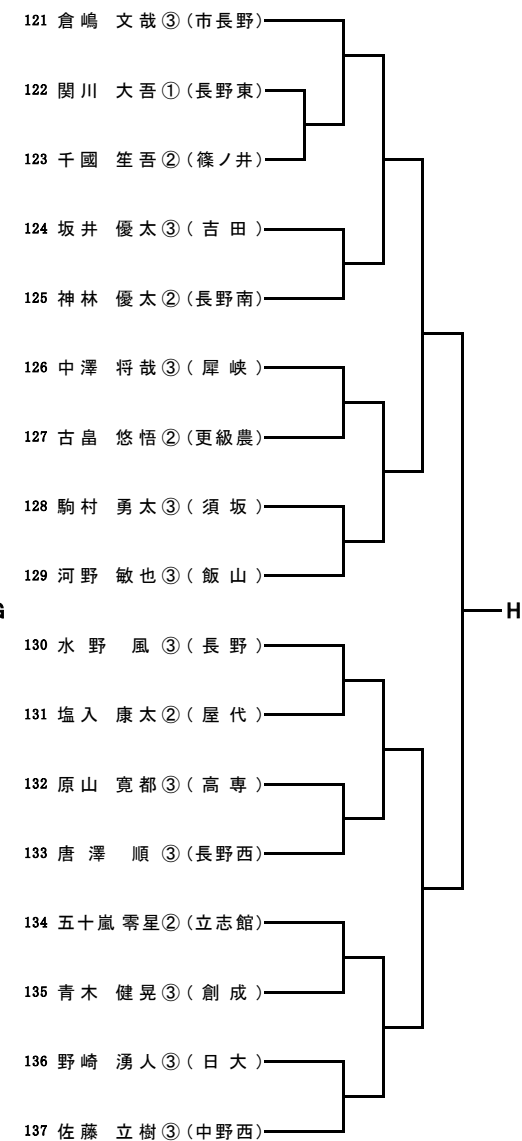 121 倉嶋 文哉③(市長野)
122 関川 大吾①(長野東)
123 千國 笙吾②(篠ノ井)
124 坂井 優太③(吉田)
125 神林 優太②(長野南)
126 中澤 将哉③(犀峡)
127 古畠 悠悟②(更級農)
128 駒村 勇太③(須坂)
129 河野 敏也③(飯山)
G
H
130 水野 風③(長野)
131 塩入 康太②(屋代)
132 原山 寛都③(高専)
133 唐澤 順③(長野西)
134 五十嵐 零星②(立志館)
135 青木 健晃③(創成)
136 野崎 湧人③(日大)
137 佐藤 立樹③(中野西)